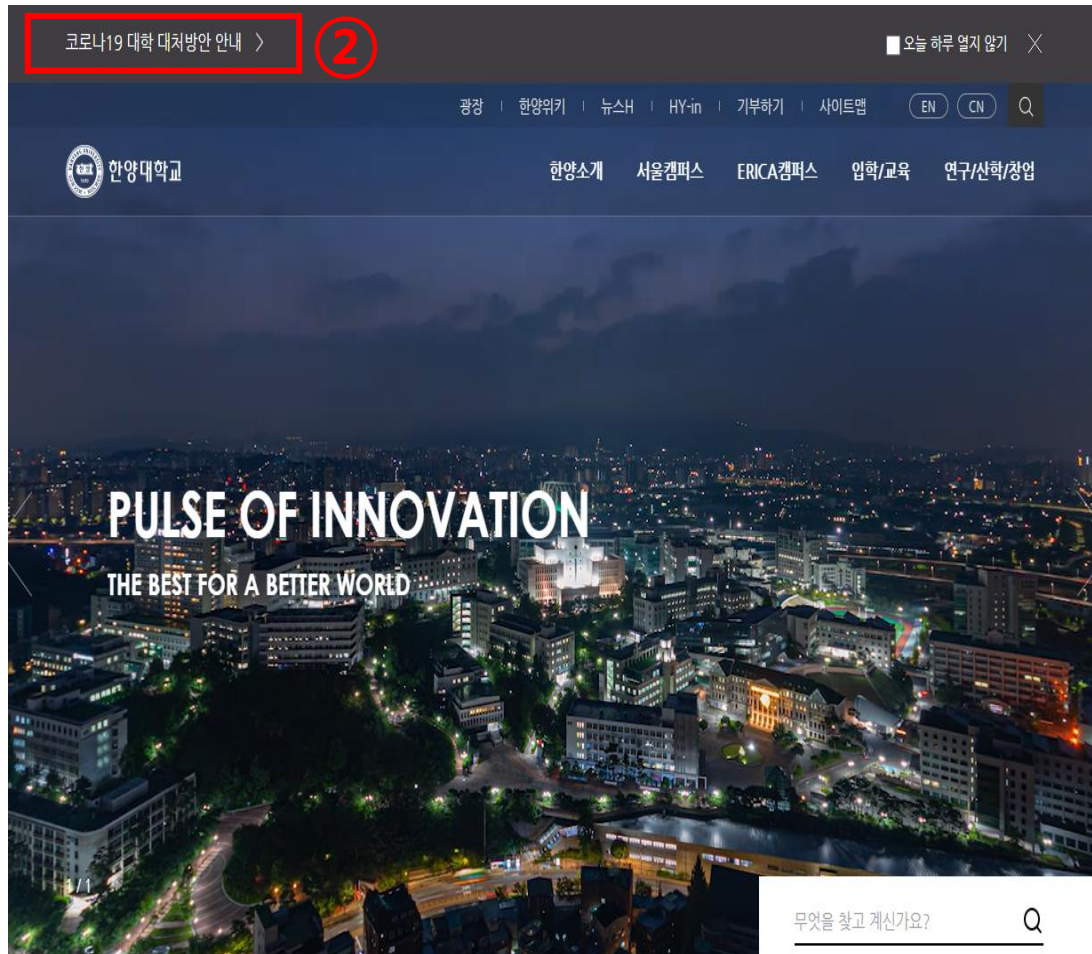 코로나19 대학 대처방안 안내 〉 ②
오늘 하루 열지 않기 X
광장 한양위키 뉴스H HY-in 기부하기 사이트맵 EN CN
한양대학교
한양소개 서울캠퍼스 ERICA캠퍼스 입학/교육 연구/산학/창업
PULSE OF INNOVATION
THE BEST FOR A BETTER WORLD
1/1
무엇을 찾고 계신가요?